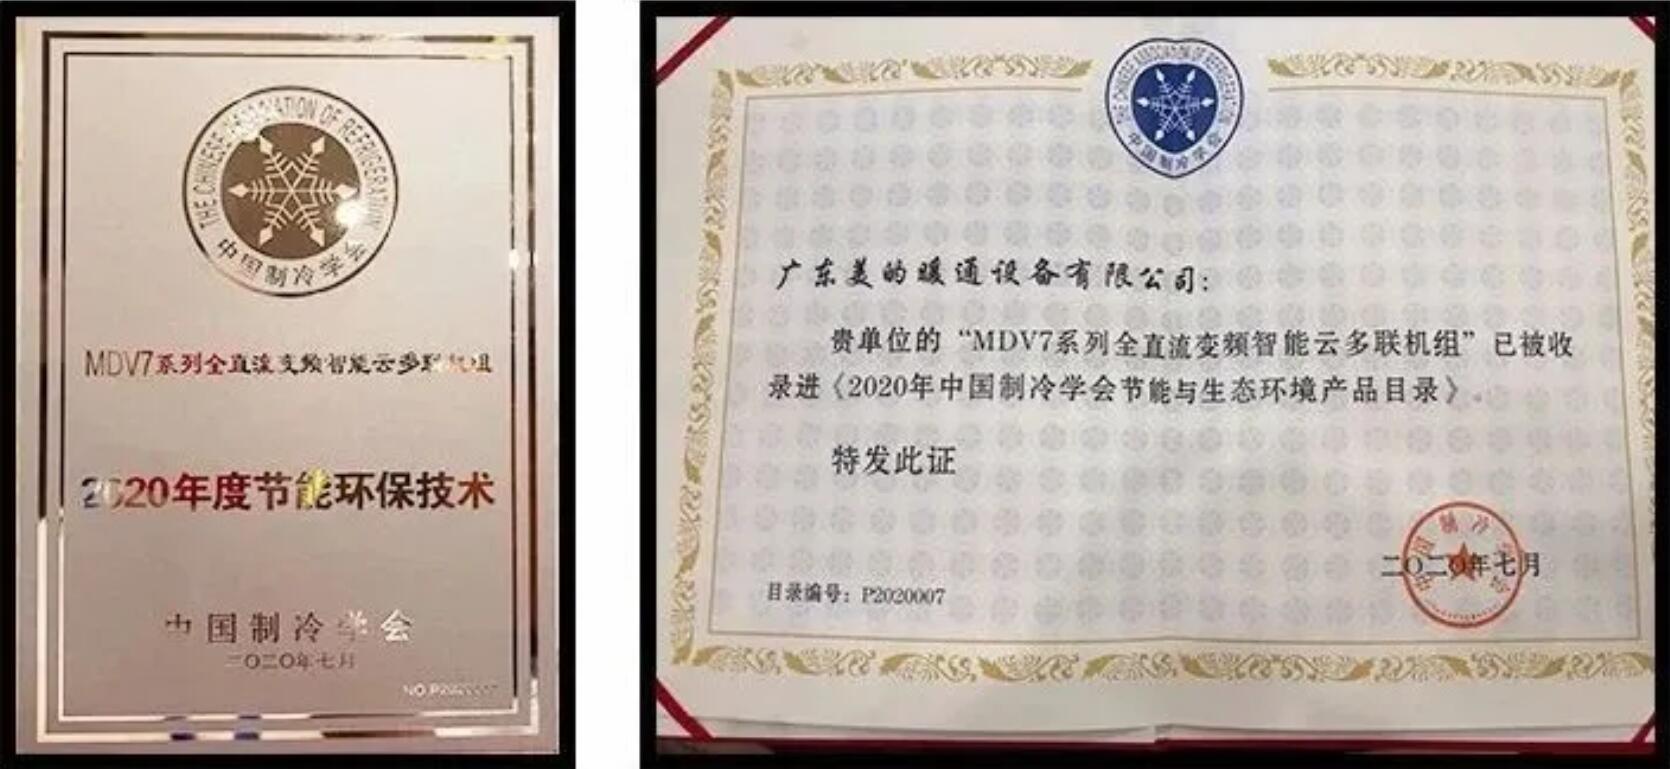 THE CHINESE ASSOCIATION OF REFRIGERATION
中国制冷学会
MDV7系列全直流变频智能云多联机组
2020年度节能环保技术
中国制冷学会
二〇二〇年七月
THE CHINESE ASSOCIATION OF REFRIGERATION
中国制冷学会
广东美的暖通设备有限公司：
贵单位的“MDV7系列全直流变频智能云多联机组”已被收
录进《2020年中国制冷学会节能与生态环境产品目录》.
特发此证
二〇二〇年七月
目录编号：P2020007